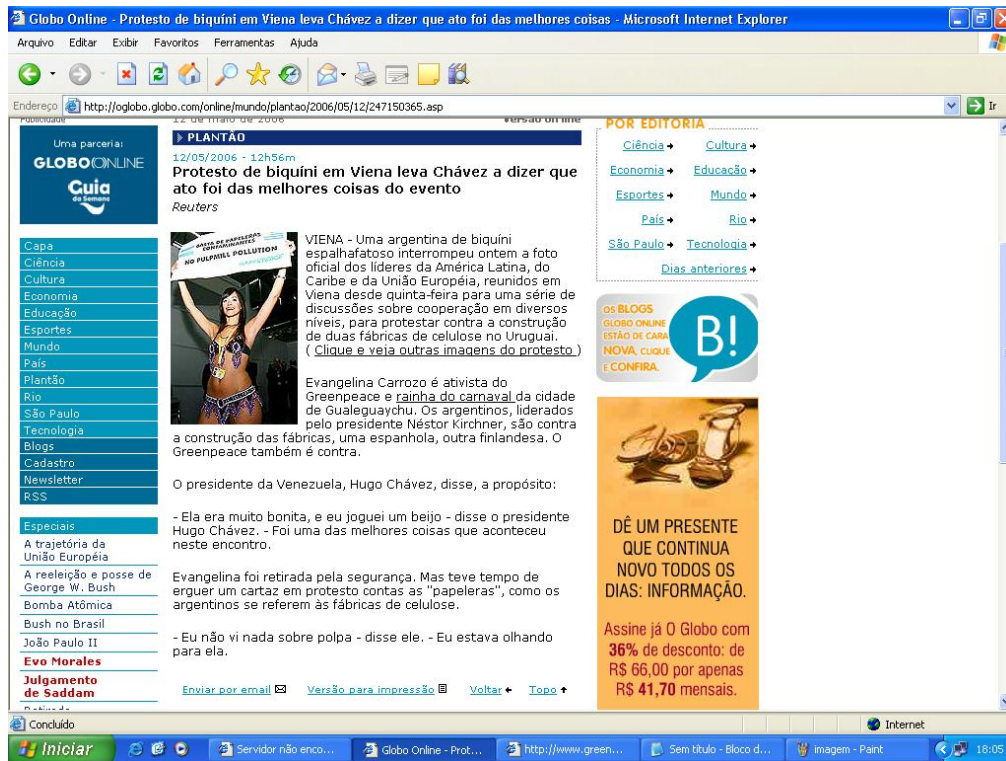 Globo Online - Protesto de biquíni em Viena leva Chávez a dizer que ato foi das melhores coisas - Microsoft Internet Explorer
Arquivo Editar Exibir Favoritos Ferramentas Ajuda
Endereço http://oglobo.globo.com/online/mundo/plantao/2006/05/12/247150365.asp Ir
Publicidade
Uma parceria:
GLOBO ONLINE
Guia
da Semana
Capa
Ciência
Cultura
Economia
Educação
Esportes
Mundo
País
Plantão
Rio
São Paulo
Tecnologia
Blogs
Cadastro
Newsletter
RSS
Especiais
A trajetória da
União Européia
A reeleição e posse de
George W. Bush
Bomba Atômica
Bush no Brasil
João Paulo II
Evo Morales
Julgamento
de Saddam
12 de maio de 2006 Versão on line
PLANTÃO
12/05/2006 - 12h56m
Protesto de biquíni em Viena leva Chávez a dizer que
ato foi das melhores coisas do evento
Reuters
BASTA DE PAPELERAS
CONTAMINANTES
NO PULPMILL POLLUTION
VIENA - Uma argentina de biquíni
espalhafatoso interrompeu ontem a foto
oficial dos líderes da América Latina, do
Caribe e da União Européia, reunidos em
Viena desde quinta-feira para uma série de
discussões sobre cooperação em diversos
níveis, para protestar contra a construção
de duas fábricas de celulose no Uruguai.
( Clique e veja outras imagens do protesto )
Evangelina Carrozo é ativista do
Greenpeace e rainha do carnaval da cidade
de Gualeguaychu. Os argentinos, liderados
pelo presidente Néstor Kirchner, são contra
a construção das fábricas, uma espanhola, outra finlandesa. O
Greenpeace também é contra.
O presidente da Venezuela, Hugo Chávez, disse, a propósito:
- Ela era muito bonita, e eu joguei um beijo - disse o presidente
Hugo Chávez. - Foi uma das melhores coisas que aconteceu
neste encontro.
Evangelina foi retirada pela segurança. Mas teve tempo de
erguer um cartaz em protesto contas as "papeleras", como os
argentinos se referem às fábricas de celulose.
- Eu não vi nada sobre polpa - disse ele. - Eu estava olhando
para ela.
Enviar por email Versão para impressão Voltar Topo
POR EDITORIA
Ciência Cultura
Economia Educação
Esportes Mundo
País Rio
São Paulo Tecnologia
Dias anteriores
OS BLOGS
GLOBO ONLINE
ESTÃO DE CARA
NOVA, CLIQUE
E CONFIRA.
B!
DÊ UM PRESENTE
QUE CONTINUA
NOVO TODOS OS
DIAS: INFORMAÇÃO.
Assine já O Globo com
36% de desconto: de
R$ 66,00 por apenas
R$ 41,70 mensais.
Concluído Internet
Iniciar Servidor não enco... Globo Online - Prot... http://www.green... Sem título - Bloco d... imagem - Paint 18:05